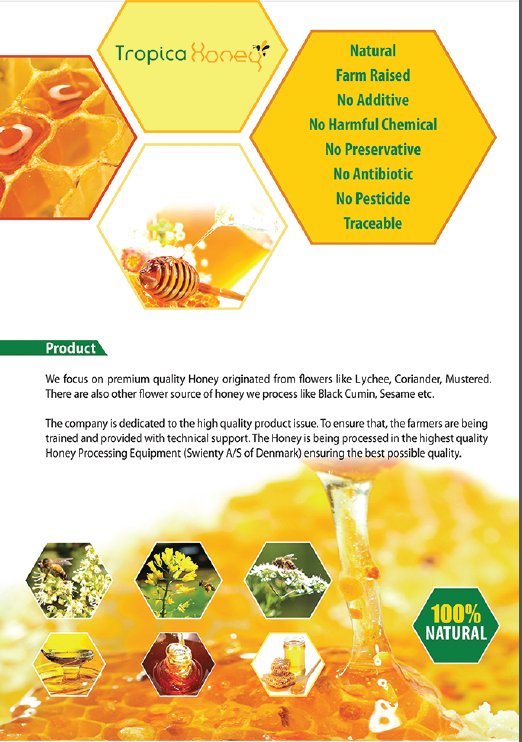 Tropica Honey
Natural
Farm Raised
No Additive
No Harmful Chemical
No Preservative
No Antibiotic
No Pesticide
Traceable
Product
We focus on premium quality Honey originated from flowers like Lychee, Coriander, Mustered.
There are also other flower source of honey we process like Black Cumin, Sesame etc.
The company is dedicated to the high quality product issue. To ensure that, the farmers are being
trained and provided with technical support. The Honey is being processed in the highest quality
Honey Processing Equipment (Swienty A/S of Denmark) ensuring the best possible quality.
100%
NATURAL